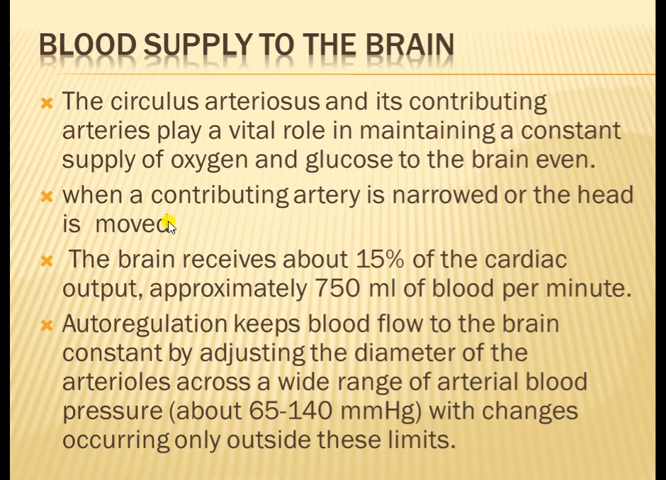 BLOOD SUPPLY TO THE BRAIN
The circulus arteriosus and its contributing
arteries play a vital role in maintaining a constant
supply of oxygen and glucose to the brain even.
when a contributing artery is narrowed or the head
is moved
The brain receives about 15% of the cardiac
output, approximately 750 ml of blood per minute.
Autoregulation keeps blood flow to the brain
constant by adjusting the diameter of the
arterioles across a wide range of arterial blood
pressure (about 65-140 mmHg) with changes
occurring only outside these limits.